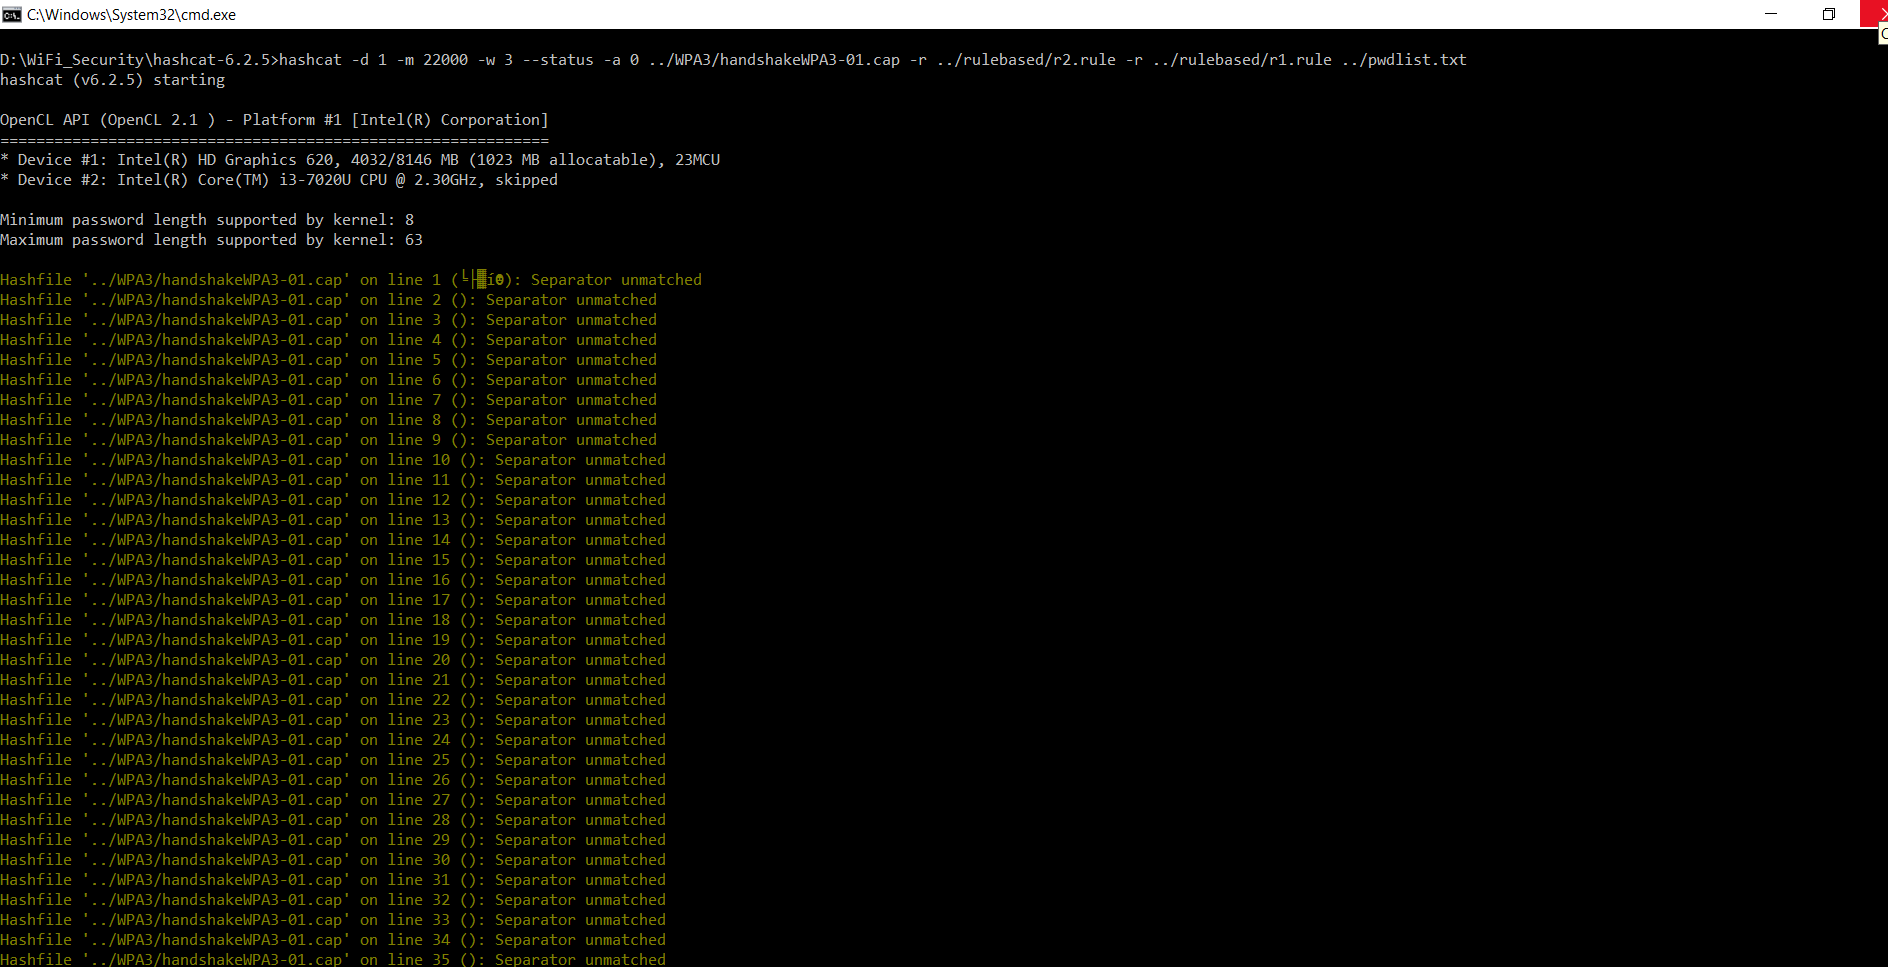 C:\Windows\System32\cmd.exe
D:\WiFi_Security\hashcat-6.2.5>hashcat -d 1 -m 22000 -w 3 --status -a 0 ../WPA3/handshakeWPA3-01.cap -r ../rulebased/r2.rule -r ../rulebased/r1.rule ../pwdlist.txt
hashcat (v6.2.5) starting
OpenCL API (OpenCL 2.1 ) - Platform #1 [Intel(R) Corporation]
=============================================================
* Device #1: Intel(R) HD Graphics 620, 4032/8146 MB (1023 MB allocatable), 23MCU
* Device #2: Intel(R) Core(TM) i3-7020U CPU @ 2.30GHz, skipped
Minimum password length supported by kernel: 8
Maximum password length supported by kernel: 63
Hashfile '../WPA3/handshakeWPA3-01.cap' on line 1 (╘├▓í): Separator unmatched
Hashfile '../WPA3/handshakeWPA3-01.cap' on line 2 (): Separator unmatched
Hashfile '../WPA3/handshakeWPA3-01.cap' on line 3 (): Separator unmatched
Hashfile '../WPA3/handshakeWPA3-01.cap' on line 4 (): Separator unmatched
Hashfile '../WPA3/handshakeWPA3-01.cap' on line 5 (): Separator unmatched
Hashfile '../WPA3/handshakeWPA3-01.cap' on line 6 (): Separator unmatched
Hashfile '../WPA3/handshakeWPA3-01.cap' on line 7 (): Separator unmatched
Hashfile '../WPA3/handshakeWPA3-01.cap' on line 8 (): Separator unmatched
Hashfile '../WPA3/handshakeWPA3-01.cap' on line 9 (): Separator unmatched
Hashfile '../WPA3/handshakeWPA3-01.cap' on line 10 (): Separator unmatched
Hashfile '../WPA3/handshakeWPA3-01.cap' on line 11 (): Separator unmatched
Hashfile '../WPA3/handshakeWPA3-01.cap' on line 12 (): Separator unmatched
Hashfile '../WPA3/handshakeWPA3-01.cap' on line 13 (): Separator unmatched
Hashfile '../WPA3/handshakeWPA3-01.cap' on line 14 (): Separator unmatched
Hashfile '../WPA3/handshakeWPA3-01.cap' on line 15 (): Separator unmatched
Hashfile '../WPA3/handshakeWPA3-01.cap' on line 16 (): Separator unmatched
Hashfile '../WPA3/handshakeWPA3-01.cap' on line 17 (): Separator unmatched
Hashfile '../WPA3/handshakeWPA3-01.cap' on line 18 (): Separator unmatched
Hashfile '../WPA3/handshakeWPA3-01.cap' on line 19 (): Separator unmatched
Hashfile '../WPA3/handshakeWPA3-01.cap' on line 20 (): Separator unmatched
Hashfile '../WPA3/handshakeWPA3-01.cap' on line 21 (): Separator unmatched
Hashfile '../WPA3/handshakeWPA3-01.cap' on line 22 (): Separator unmatched
Hashfile '../WPA3/handshakeWPA3-01.cap' on line 23 (): Separator unmatched
Hashfile '../WPA3/handshakeWPA3-01.cap' on line 24 (): Separator unmatched
Hashfile '../WPA3/handshakeWPA3-01.cap' on line 25 (): Separator unmatched
Hashfile '../WPA3/handshakeWPA3-01.cap' on line 26 (): Separator unmatched
Hashfile '../WPA3/handshakeWPA3-01.cap' on line 27 (): Separator unmatched
Hashfile '../WPA3/handshakeWPA3-01.cap' on line 28 (): Separator unmatched
Hashfile '../WPA3/handshakeWPA3-01.cap' on line 29 (): Separator unmatched
Hashfile '../WPA3/handshakeWPA3-01.cap' on line 30 (): Separator unmatched
Hashfile '../WPA3/handshakeWPA3-01.cap' on line 31 (): Separator unmatched
Hashfile '../WPA3/handshakeWPA3-01.cap' on line 32 (): Separator unmatched
Hashfile '../WPA3/handshakeWPA3-01.cap' on line 33 (): Separator unmatched
Hashfile '../WPA3/handshakeWPA3-01.cap' on line 34 (): Separator unmatched
Hashfile '../WPA3/handshakeWPA3-01.cap' on line 35 (): Separator unmatched